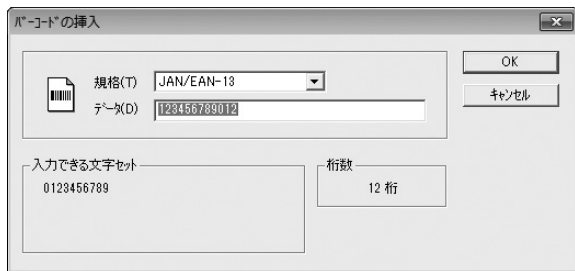 バーコードの挿入
規格(T) JAN/EAN-13
データ(D) 123456789012
OK
キャンセル
入力できる文字セット
0123456789
桁数
12 桁